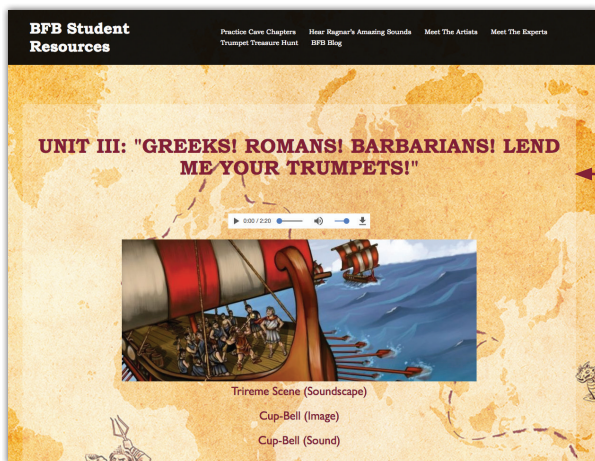 BFB Student
Resources
Practice Cave Chapters Hear Ragnar's Amazing Sounds Meet The Artists Meet The Experts
Trumpet Treasure Hunt BFB Blog
UNIT III: "GREEKS! ROMANS! BARBARIANS! LEND
ME YOUR TRUMPETS!"
0:00 / 2:20
Trireme Scene (Soundscape)
Cup-Bell (Image)
Cup-Bell (Sound)